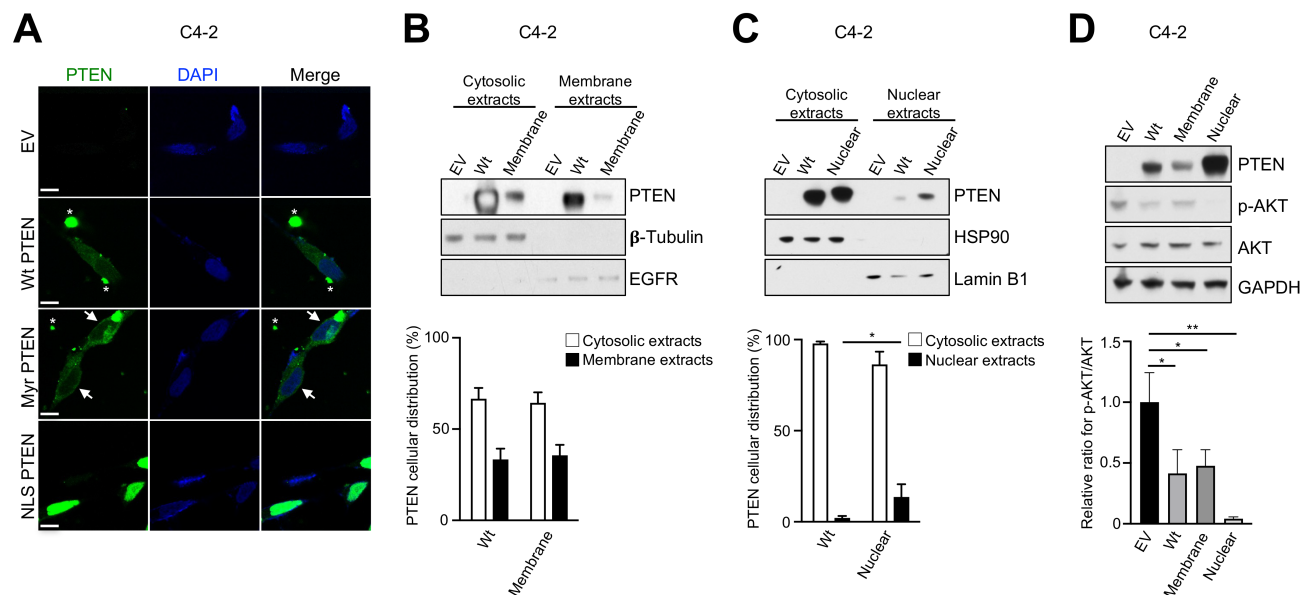 A
C4-2
PTEN
DAPI
Merge
EV
Wt PTEN
*
*
*
*
Myr PTEN
*
*
NLS PTEN
B
C4-2
Cytosolic extracts
Membrane extracts
EV
Wt
Membrane
EV
Wt
Membrane
PTEN
β-Tubulin
EGFR
PTEN cellular distribution (%)
100
50
0
Cytosolic extracts
Membrane extracts
Wt
Membrane
C
C4-2
Cytosolic extracts
Nuclear extracts
EV
Wt
Nuclear
EV
Wt
Nuclear
PTEN
HSP90
Lamin B1
PTEN cellular distribution (%)
100
50
0
*
Cytosolic extracts
Nuclear extracts
Wt
Nuclear
D
C4-2
EV
Wt
Membrane
Nuclear
PTEN
p-AKT
AKT
GAPDH
Relative ratio for p-AKT/AKT
1.5
1.0
0.5
0
**
*
*
EV
Wt
Membrane
Nuclear